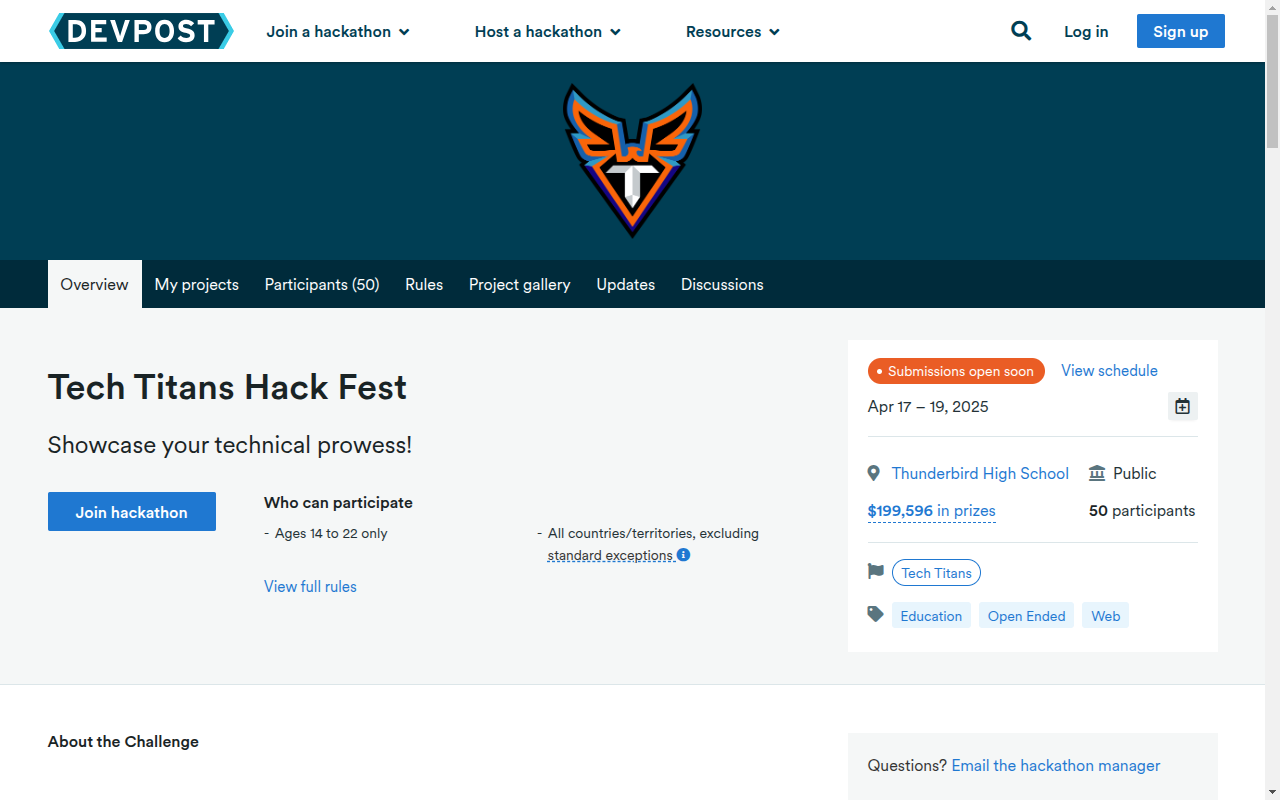 DEVPOST
Join a hackathon
Host a hackathon
Resources
Log in
Sign up
Overview
My projects
Participants (50)
Rules
Project gallery
Updates
Discussions
Tech Titans Hack Fest
Showcase your technical prowess!
Join hackathon
Who can participate
- Ages 14 to 22 only
- All countries/territories, excluding
standard exceptions
View full rules
Submissions open soon
View schedule
Apr 17 – 19, 2025
Thunderbird High School
Public
$199,596 in prizes
50 participants
Tech Titans
Education
Open Ended
Web
About the Challenge
Questions? Email the hackathon manager